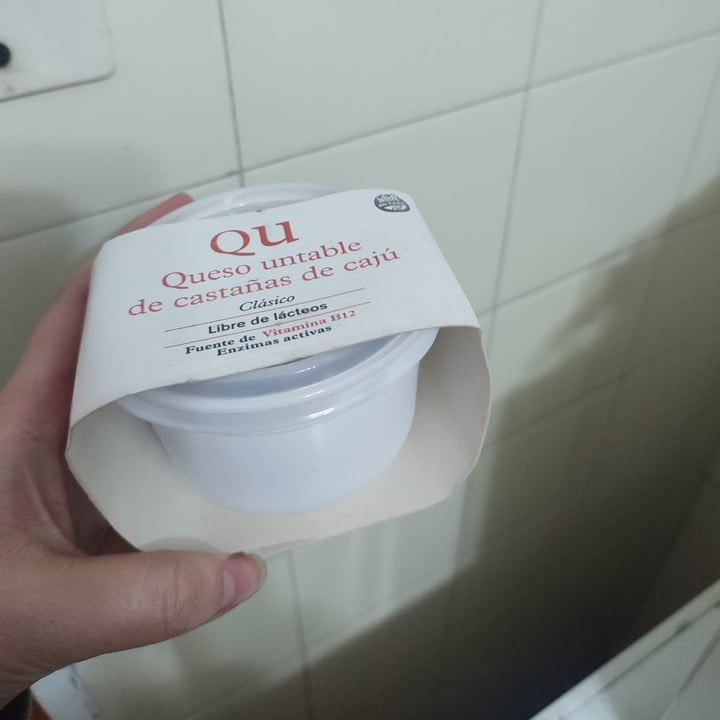 Qu
Queso untable
de castañas de cajú
Clásico
Libre de lácteos
Fuente de Vitamina B12
Enzimas activas